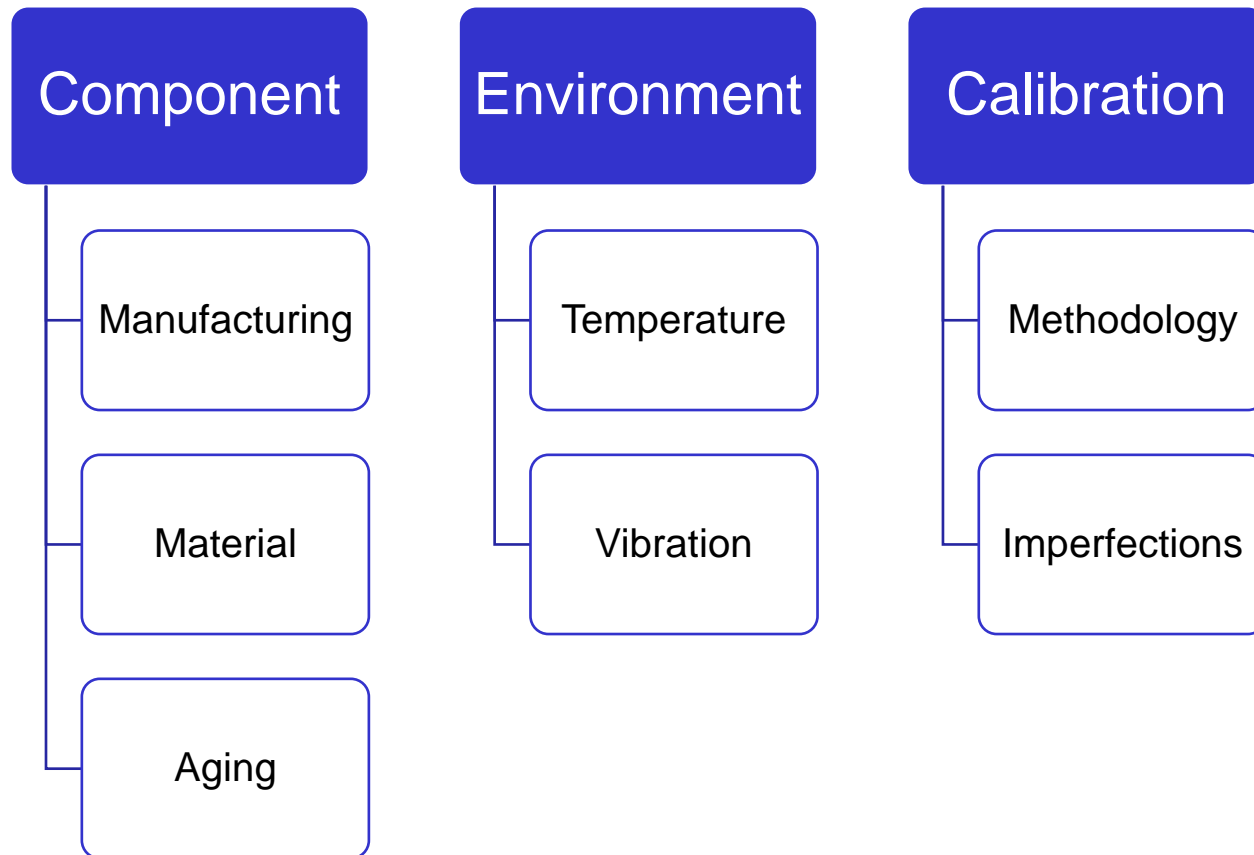 Component
Manufacturing
Material
Aging
Environment
Temperature
Vibration
Calibration
Methodology
Imperfections